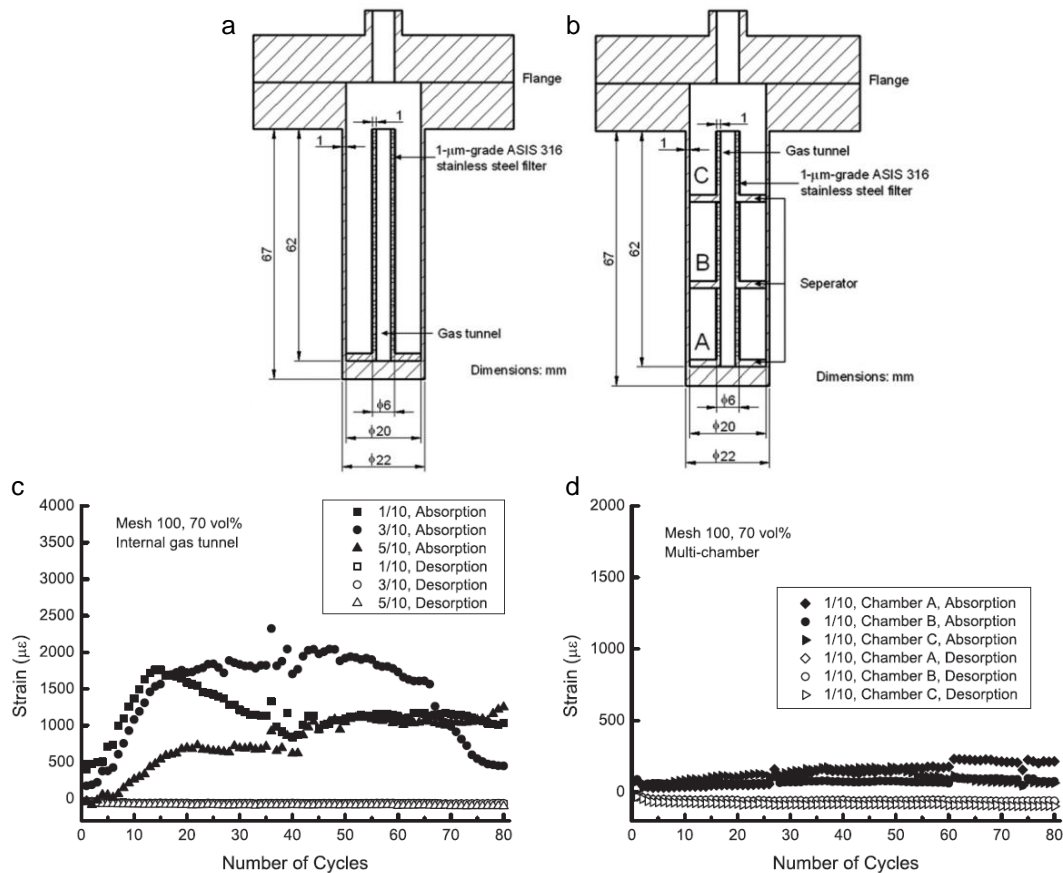 a
Flange
1
1
1-μm-grade ASIS 316
stainless steel filter
67
62
Gas tunnel
Dimensions: mm
ϕ6
ϕ20
ϕ22
b
Flange
1
1
Gas tunnel
1-μm-grade ASIS 316
stainless steel filter
C
B
A
67
62
Seperator
Dimensions: mm
ϕ6
ϕ20
ϕ22
c
4000
3500
3000
2500
2000
1500
1000
500
0
Strain (με)
Mesh 100, 70 vol%
Internal gas tunnel
1/10, Absorption
3/10, Absorption
5/10, Absorption
1/10, Desorption
3/10, Desorption
5/10, Desorption
0 10 20 30 40 50 60 70 80
Number of Cycles
d
2000
1500
1000
500
0
Strain (με)
Mesh 100, 70 vol%
Multi-chamber
1/10, Chamber A, Absorption
1/10, Chamber B, Absorption
1/10, Chamber C, Absorption
1/10, Chamber A, Desorption
1/10, Chamber B, Desorption
1/10, Chamber C, Desorption
0 10 20 30 40 50 60 70 80
Number of Cycles